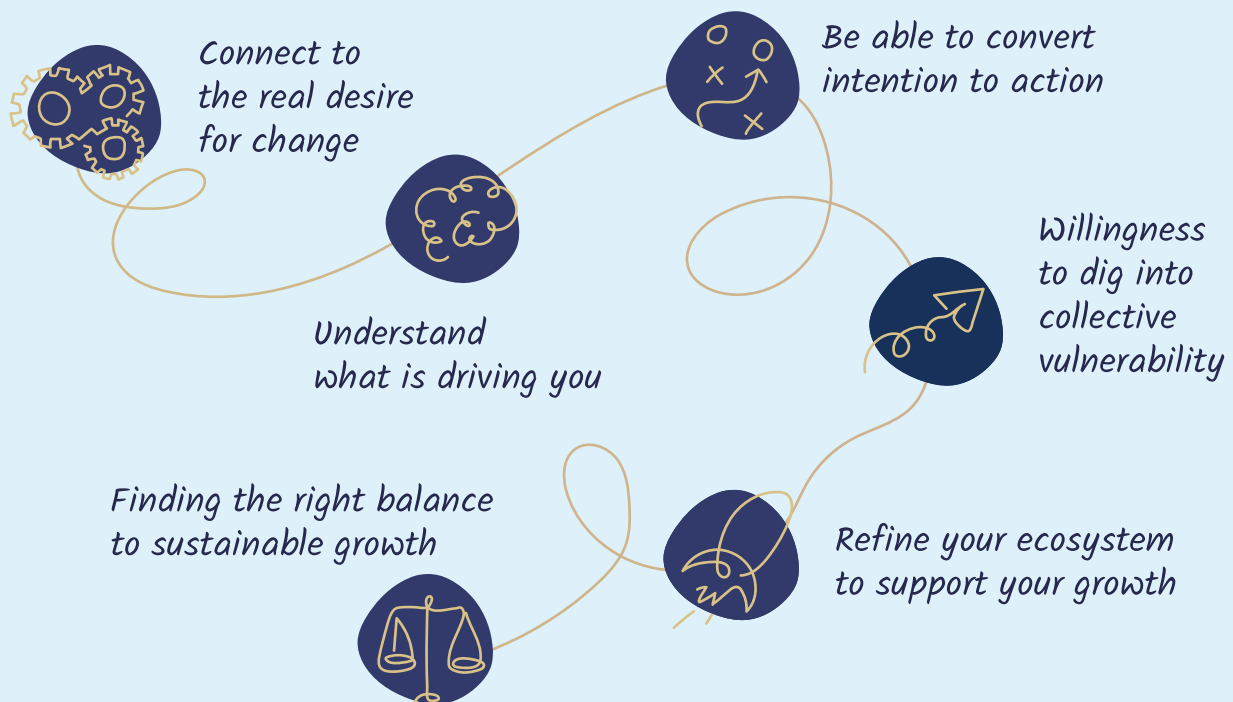 Connect to
the real desire
for change
Understand
what is driving you
Be able to convert
intention to action
Willingness
to dig into
collective
vulnerability
Refine your ecosystem
to support your growth
Finding the right balance
to sustainable growth